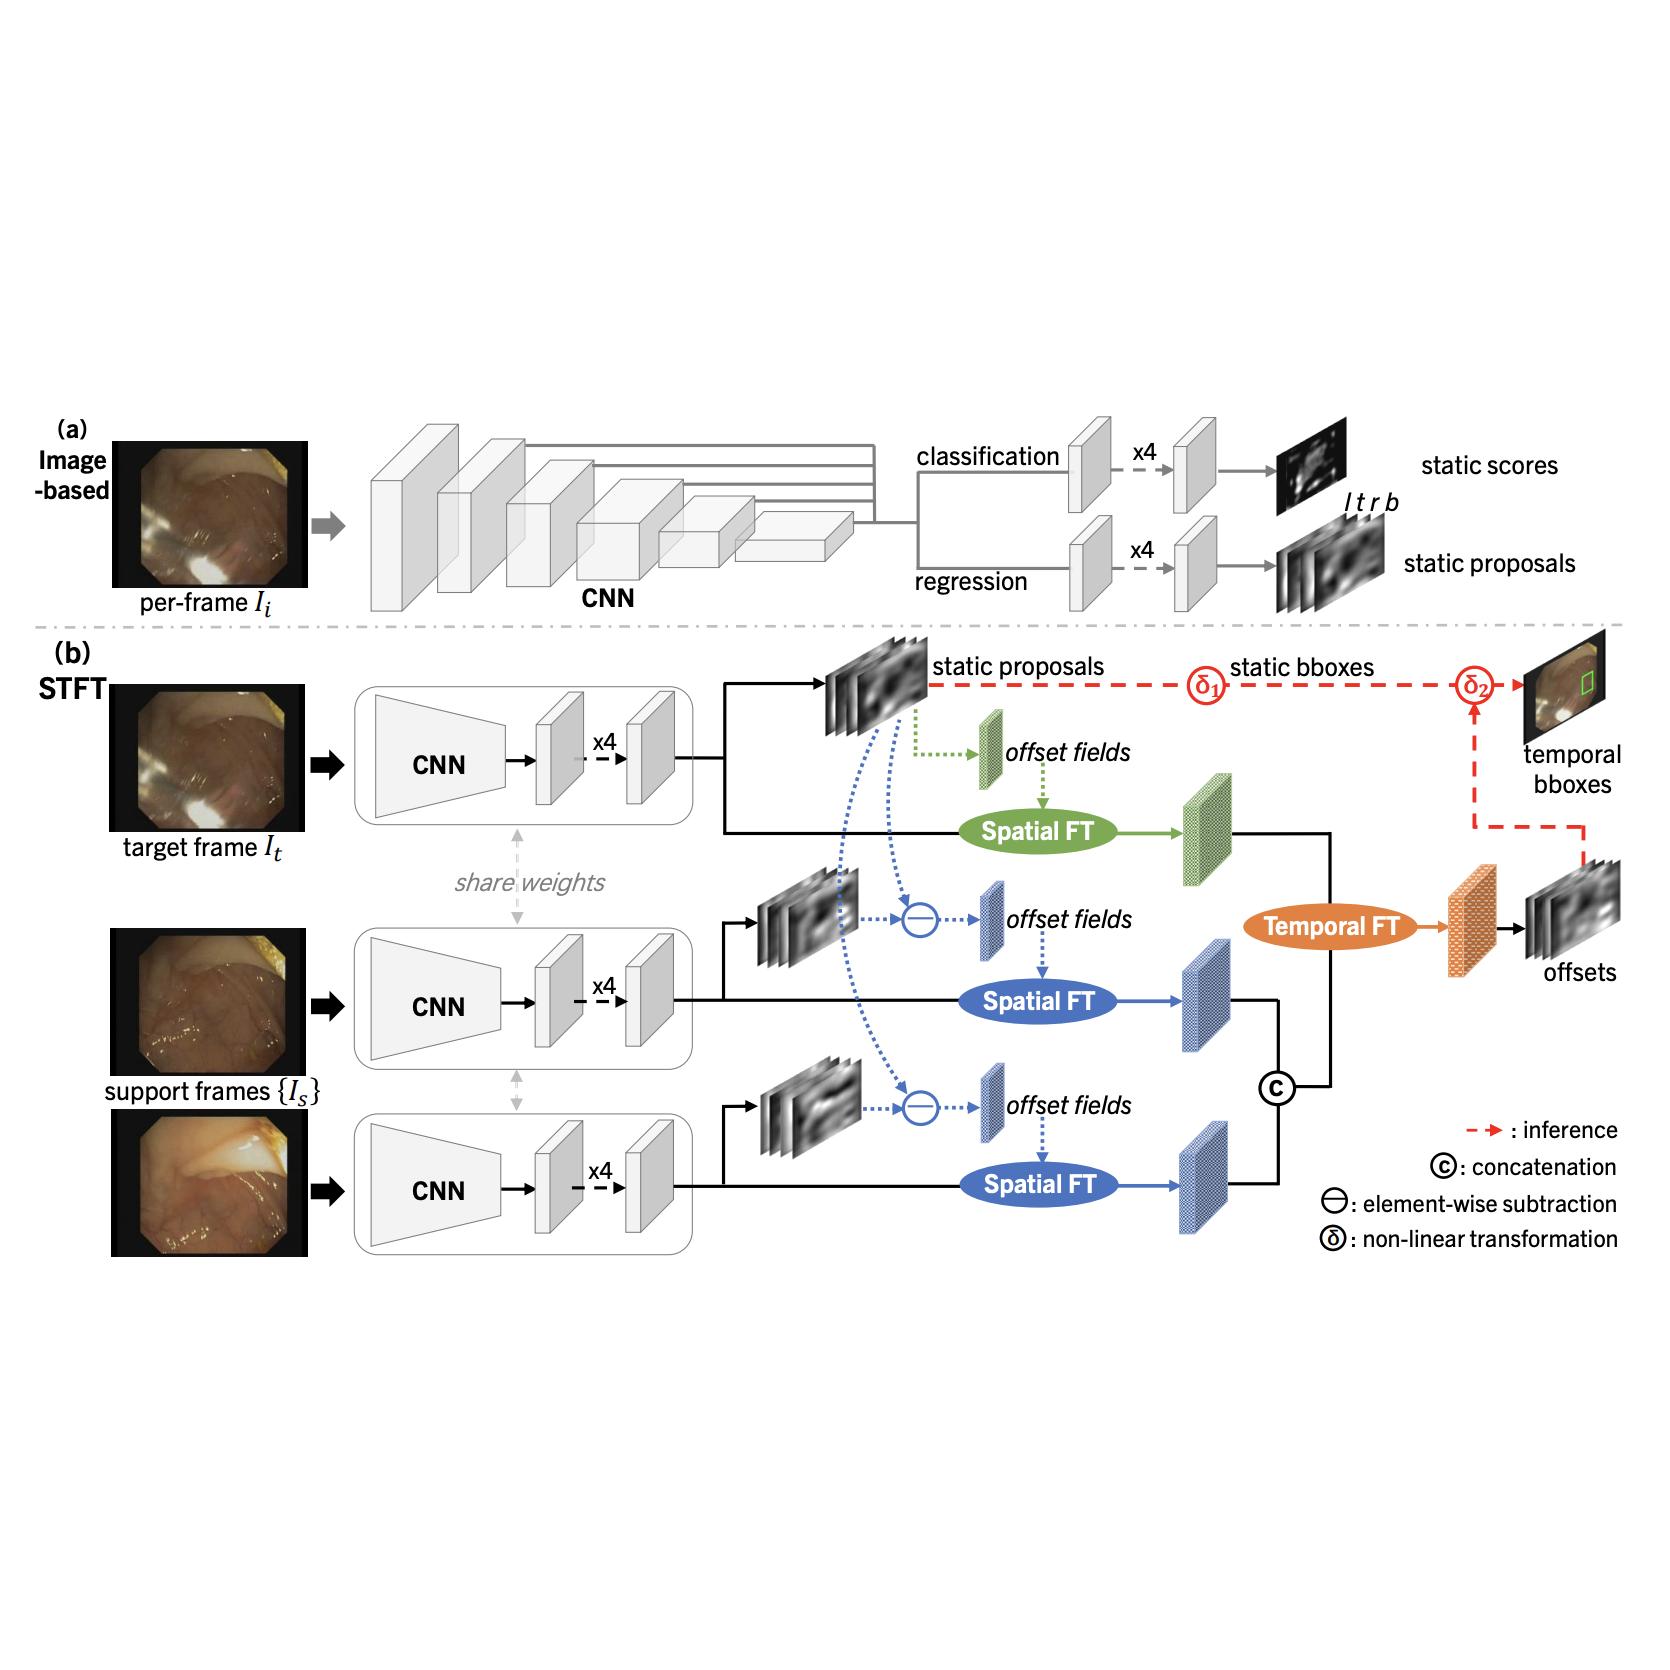 (a)
Image
-based
per-frame I_i
CNN
classification
x4
static scores
l t r b
regression
x4
static proposals
(b)
STFT
target frame I_t
CNN
x4
static proposals
δ1
static bboxes
δ2
temporal
bboxes
offset fields
Spatial FT
share weights
support frames {I_s}
CNN
x4
offset fields
Spatial FT
Temporal FT
offsets
CNN
x4
offset fields
Spatial FT
C
: inference
C : concatenation
⊖ : element-wise subtraction
δ : non-linear transformation